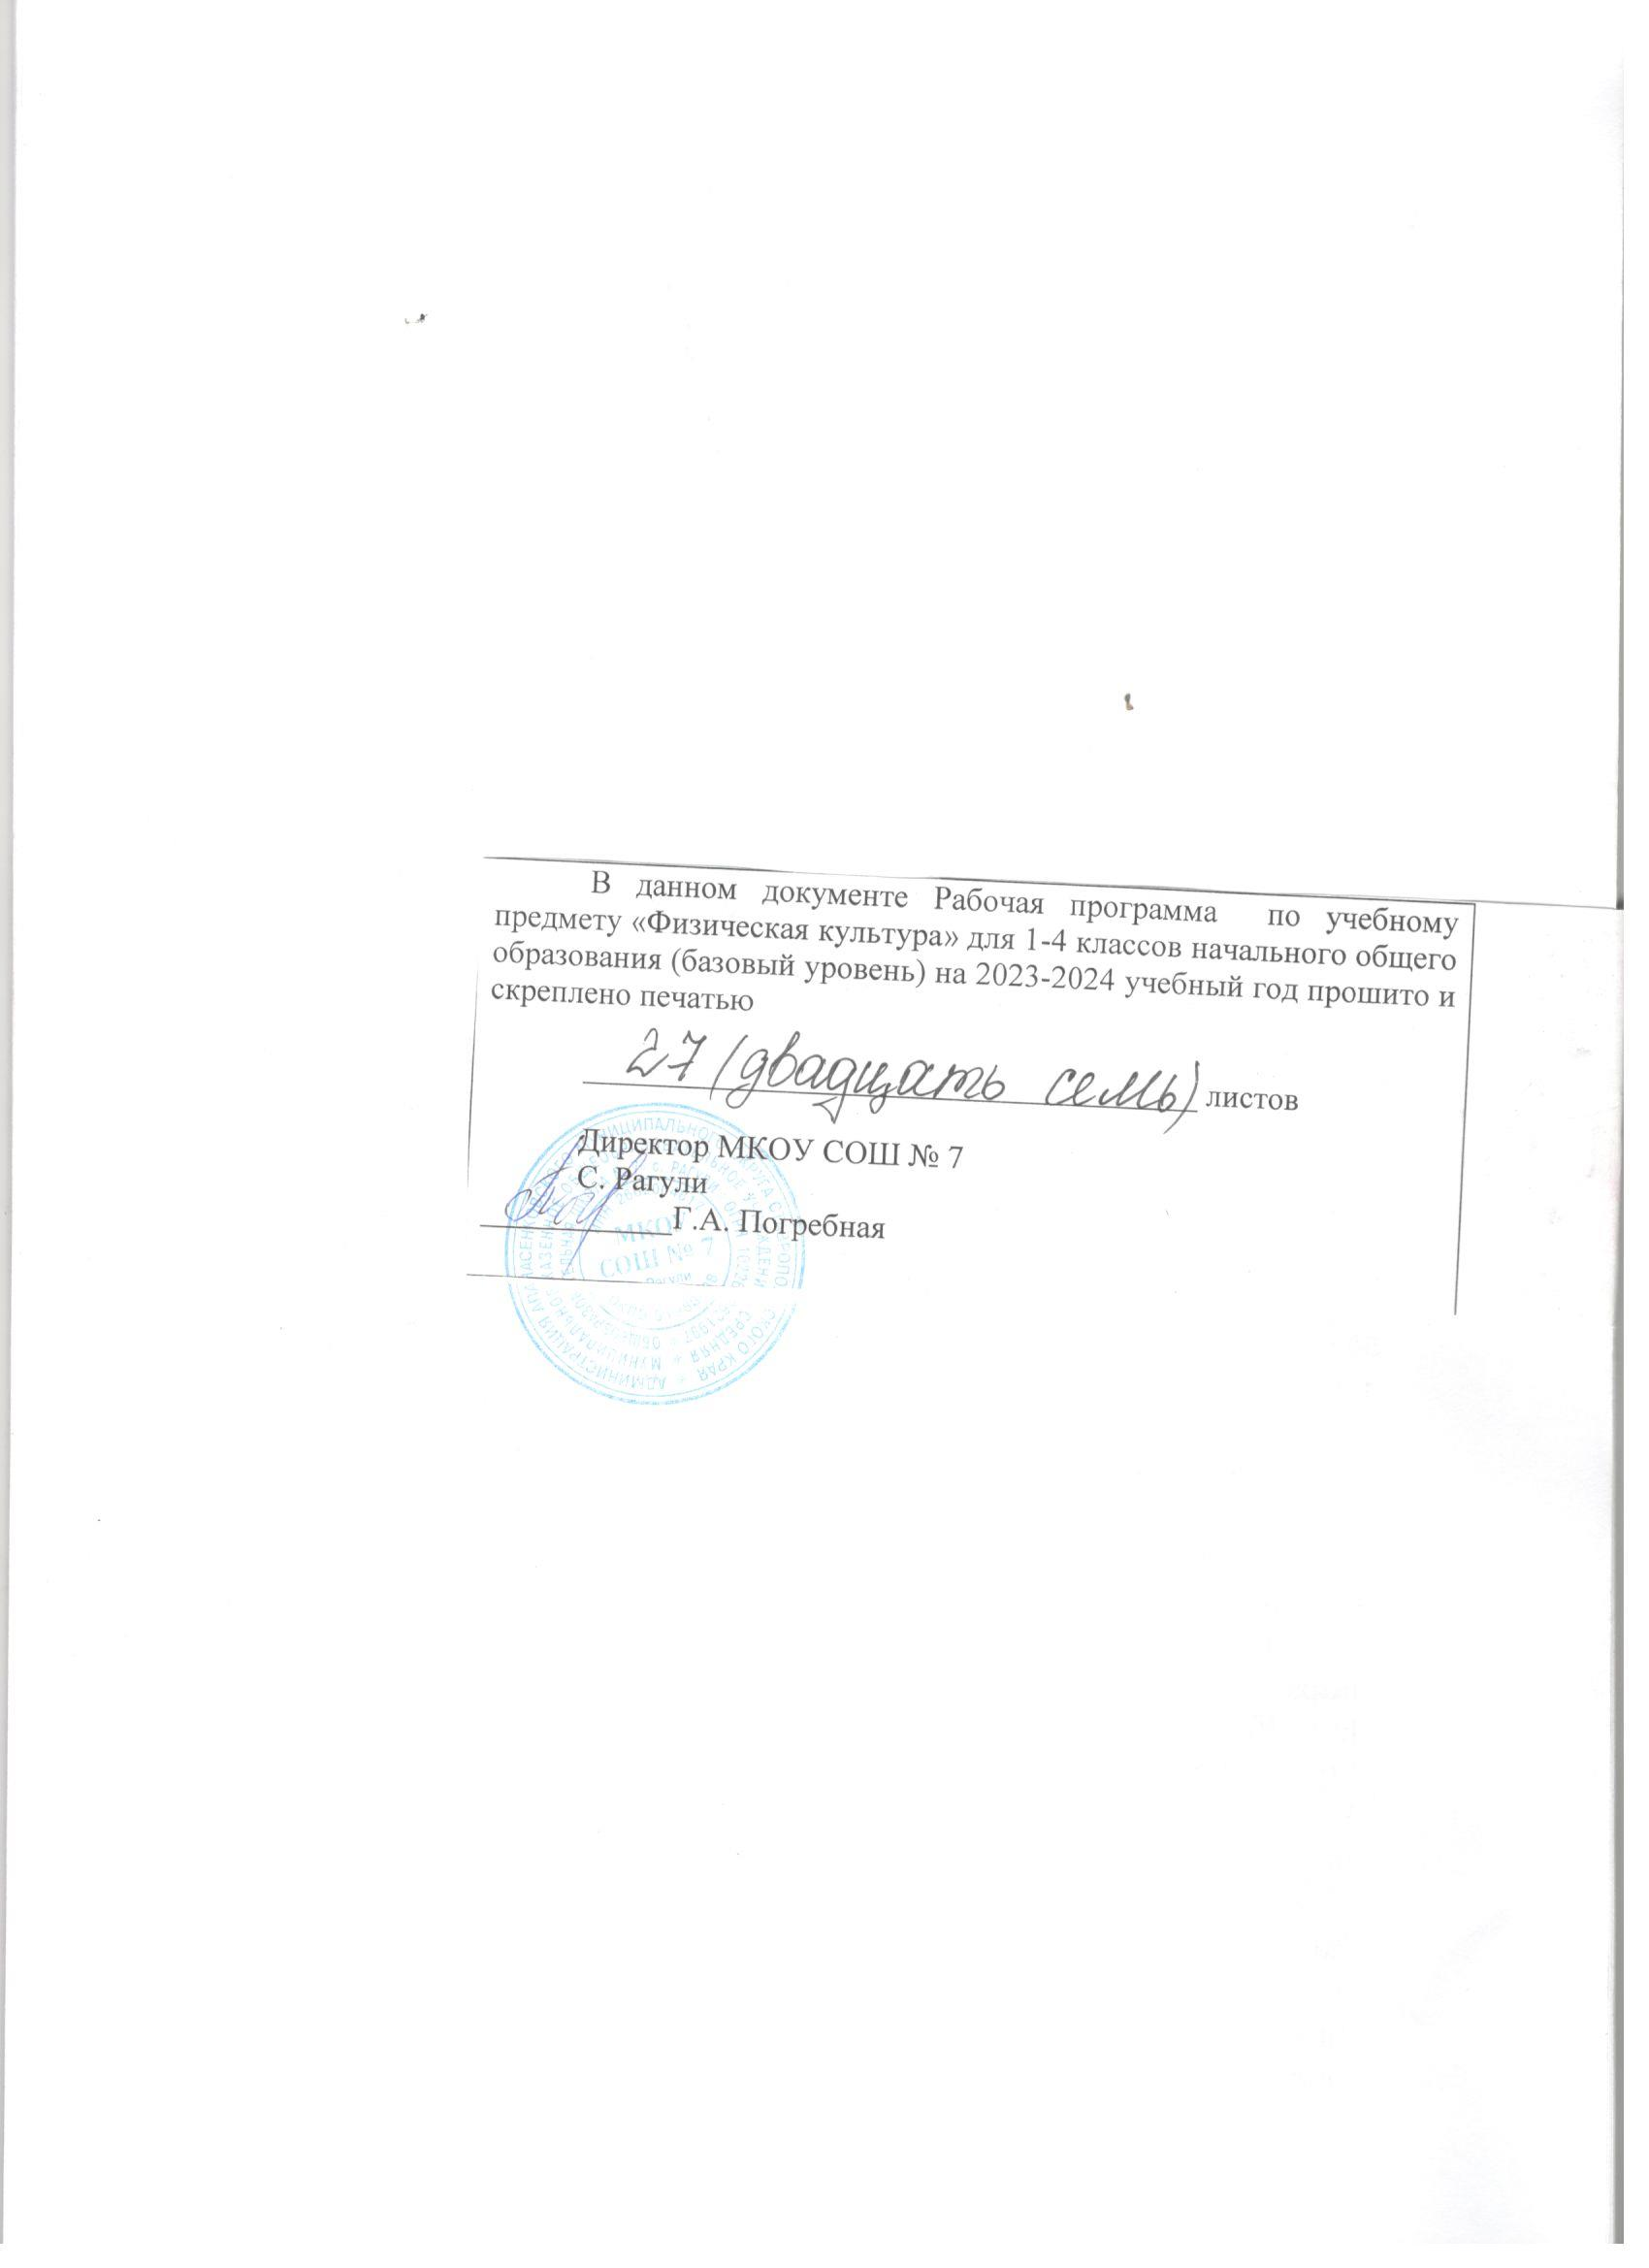 В данном документе Рабочая программа по учебному
предмету «Физическая культура» для 1-4 классов начального общего
образования (базовый уровень) на 2023-2024 учебный год прошито и
скреплено печатью
27 (двадцать семь) листов
Директор МКОУ СОШ № 7
С. Рагули
Г.А. Погребная
МКОУ
СОШ № 7